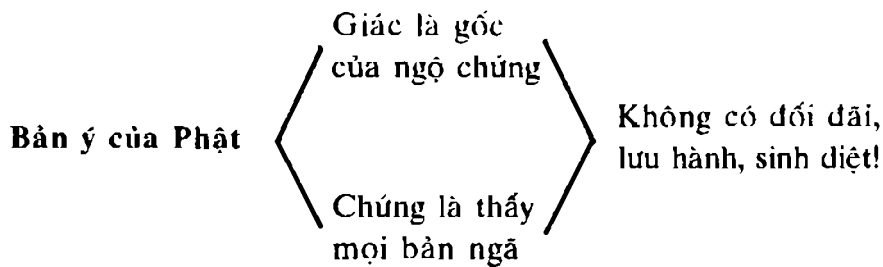 Giác là gốc
của ngộ chứng
Bản ý của Phật
Không có đối đãi,
lưu hành, sinh diệt!
Chứng là thấy
mọi bản ngã